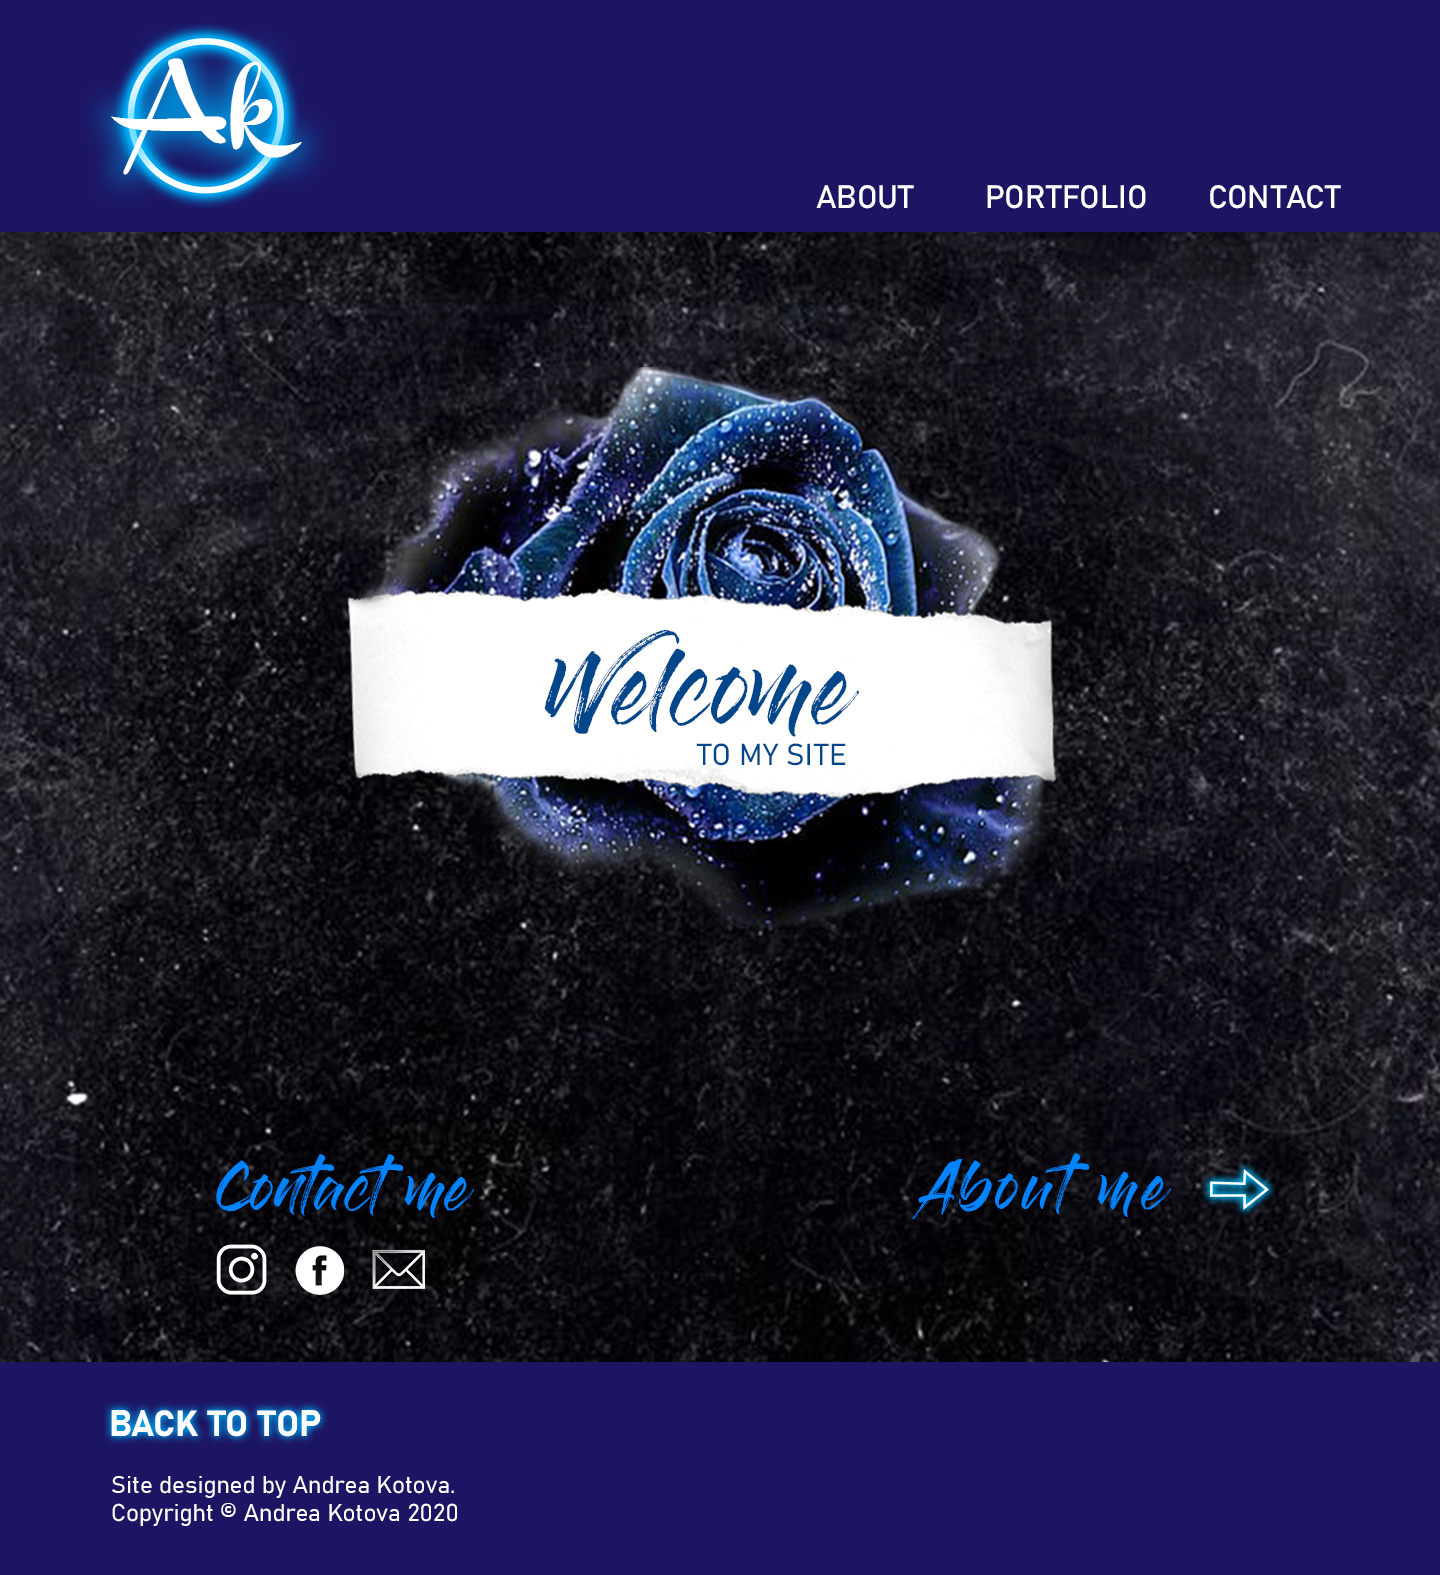 Ak
ABOUT PORTFOLIO CONTACT
Welcome
TO MY SITE
Contact me
About me
BACK TO TOP
Site designed by Andrea Kotova.
Copyright © Andrea Kotova 2020